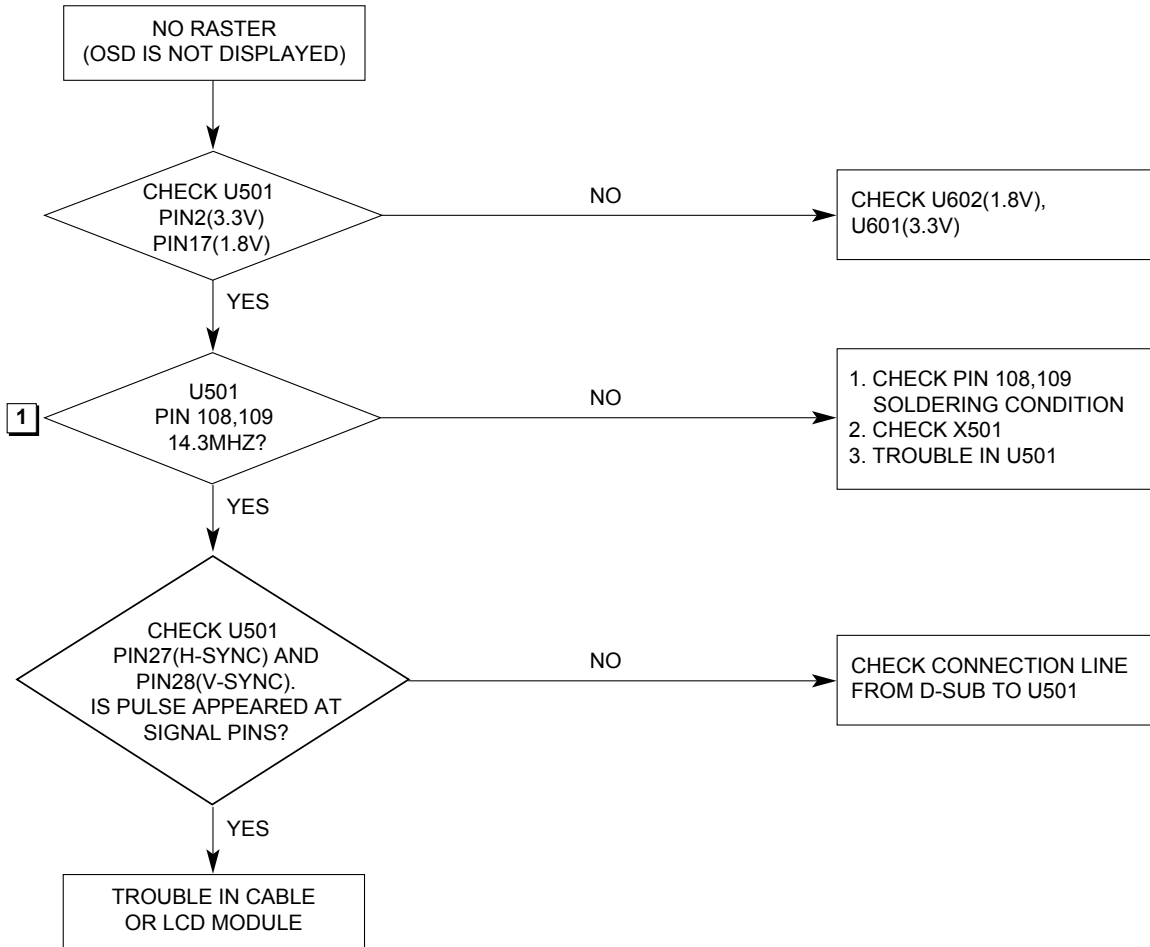 NO RASTER
(OSD IS NOT DISPLAYED)
CHECK U501
PIN2(3.3V)
PIN17(1.8V)
NO
CHECK U602(1.8V),
U601(3.3V)
YES
1
U501
PIN 108,109
14.3MHZ?
NO
1. CHECK PIN 108,109
SOLDERING CONDITION
2. CHECK X501
3. TROUBLE IN U501
YES
CHECK U501
PIN27(H-SYNC) AND
PIN28(V-SYNC).
IS PULSE APPEARED AT
SIGNAL PINS?
NO
CHECK CONNECTION LINE
FROM D-SUB TO U501
YES
TROUBLE IN CABLE
OR LCD MODULE